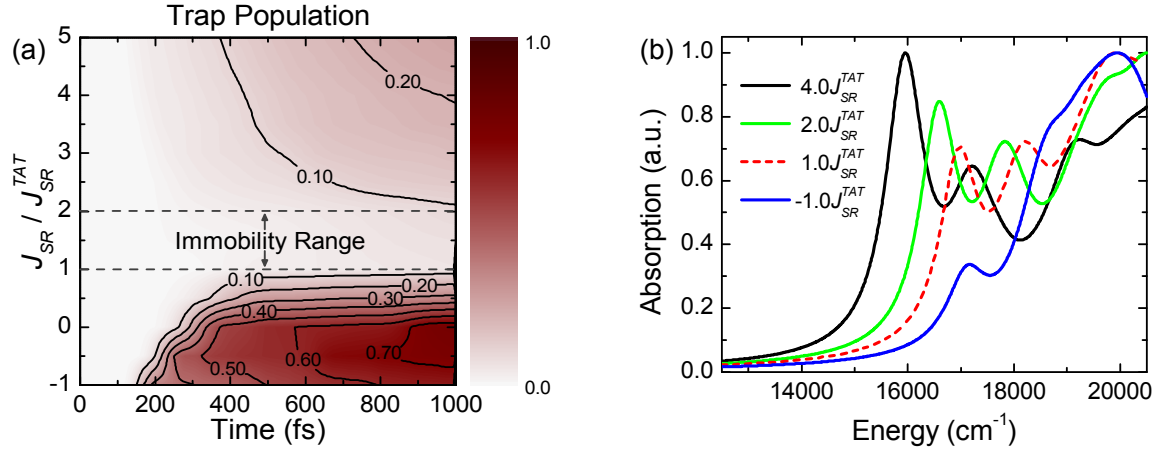 Trap Population
(a)
J_SR / J_SR^TAT
5
4
3
2
1
0
-1
0.20
0.10
Immobility Range
0.10
0.20
0.30
0.40
0.50
0.60
0.70
0 200 400 600 800 1000
Time (fs)
1.0
0.0
(b)
Absorption (a.u.)
1.0
0.8
0.6
0.4
0.2
0.0
4.0J_SR^TAT
2.0J_SR^TAT
1.0J_SR^TAT
-1.0J_SR^TAT
14000 16000 18000 20000
Energy (cm⁻¹)